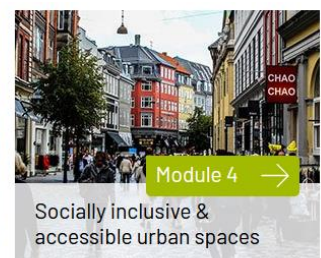 CHAO
CHAO
Module 4
Socially inclusive &
accessible urban spaces